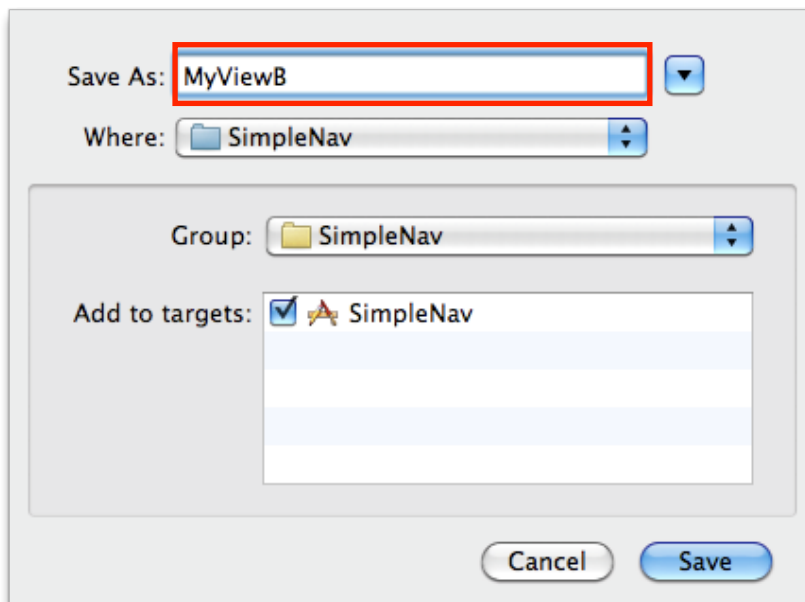 Save As: MyViewB
Where: SimpleNav
Group: SimpleNav
Add to targets: SimpleNav
Cancel Save